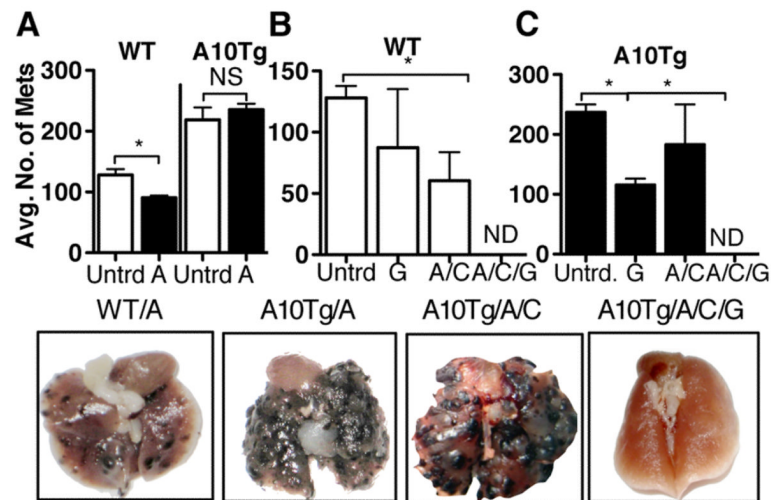 A
WT
A10Tg
Avg. No. of Mets
300
200
100
0
*
NS
Untrd A Untrd A
B
WT
150
100
50
0
*
ND
Untrd G A/C A/C/G
C
A10Tg
300
200
100
0
* *
ND
Untrd. G A/C A/C/G
WT/A A10Tg/A A10Tg/A/C A10Tg/A/C/G